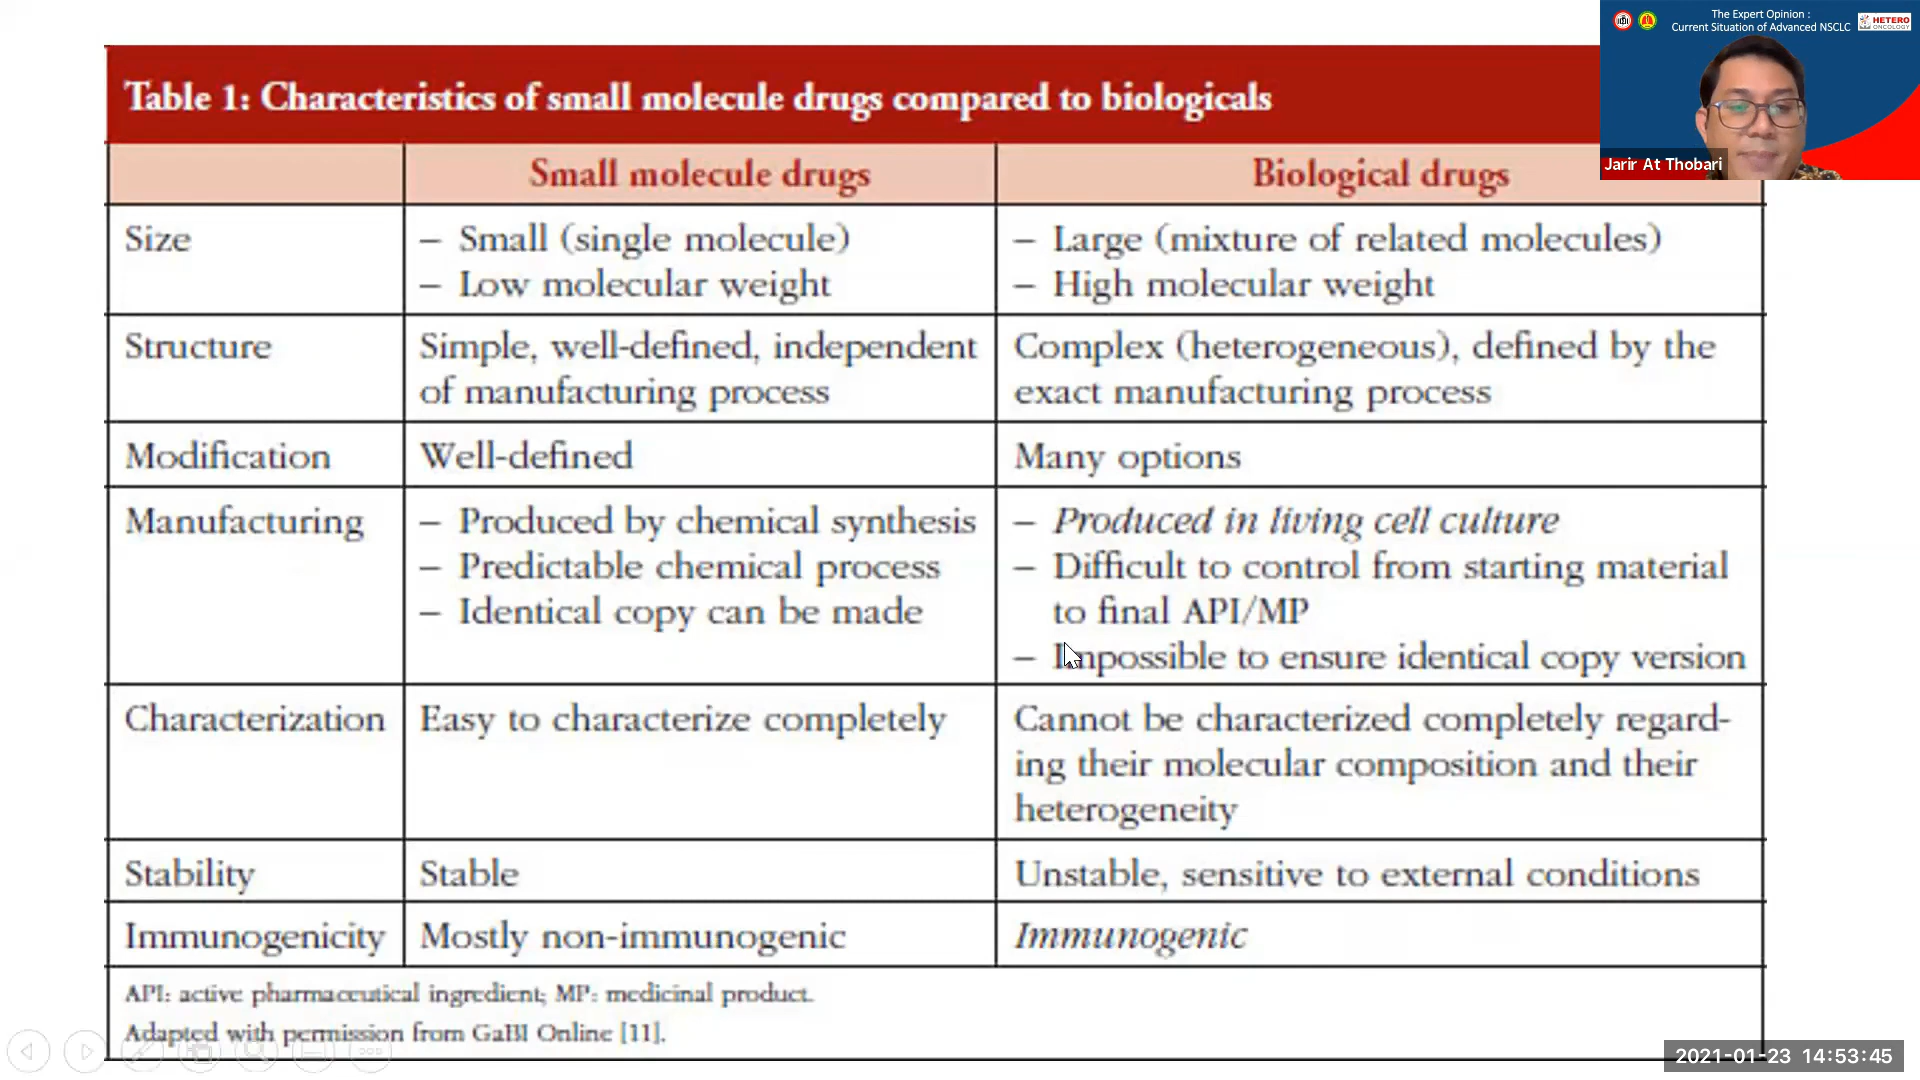 The Expert Opinion :
Current Situation of Advanced NSCLC
HETERO
ONCOLOGY
Jarir At Thobari
Table 1: Characteristics of small molecule drugs compared to biologicals
Small molecule drugs
Biological drugs
Size
– Small (single molecule)
– Low molecular weight
– Large (mixture of related molecules)
– High molecular weight
Structure
Simple, well-defined, independent
of manufacturing process
Complex (heterogeneous), defined by the
exact manufacturing process
Modification
Well-defined
Many options
Manufacturing
– Produced by chemical synthesis
– Predictable chemical process
– Identical copy can be made
– Produced in living cell culture
– Difficult to control from starting material
to final API/MP
– Impossible to ensure identical copy version
Characterization
Easy to characterize completely
Cannot be characterized completely regard-
ing their molecular composition and their
heterogeneity
Stability
Stable
Unstable, sensitive to external conditions
Immunogenicity
Mostly non-immunogenic
Immunogenic
API: active pharmaceutical ingredient; MP: medicinal product.
Adapted with permission from GaBI Online [11].
2021-01-23 14:53:45